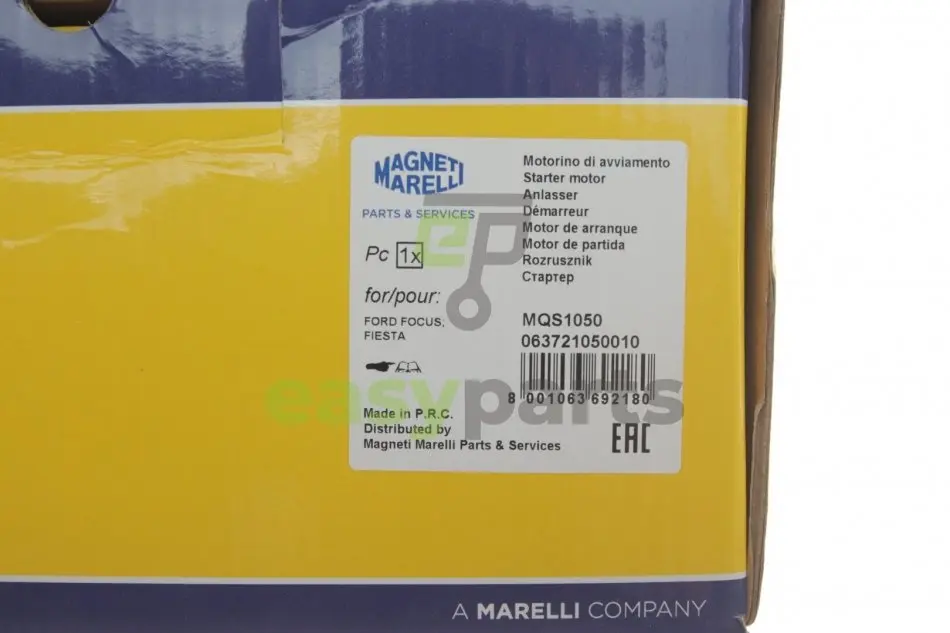 MAGNETI
MARELLI
PARTS & SERVICES
Pc 1x
for/pour:
FORD FOCUS,
FIESTA
Made in P.R.C.
Distributed by
Magneti Marelli Parts & Services
Motorino di avviamento
Starter motor
Anlasser
Démarreur
Motor de arranque
Motor de partida
Rozrusznik
Стартер
MQS1050
063721050010
8 001063 692180
EAC
easyparts
A MARELLI COMPANY